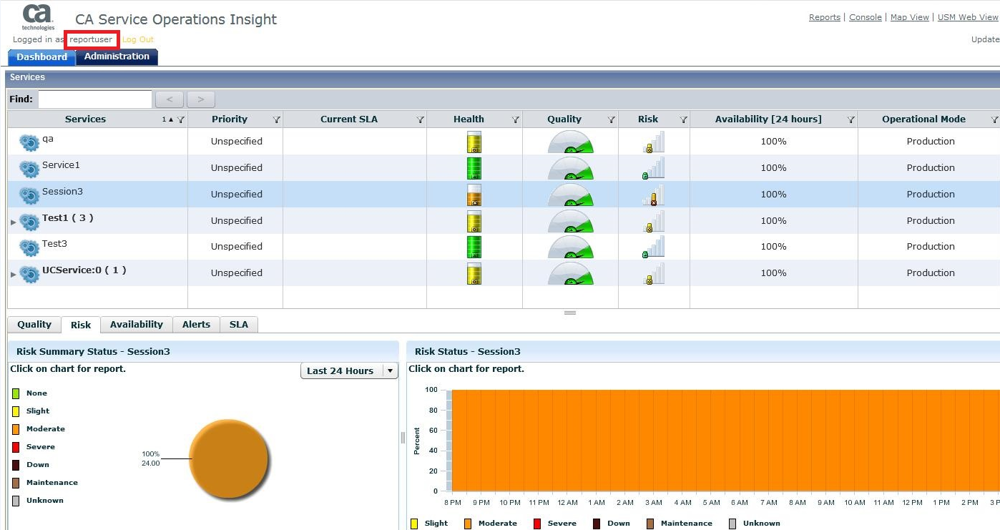 ca
technologies
CA Service Operations Insight
Reports | Console | Map View | USM Web View
Logged in as reportuser Log Out
Update
Dashboard Administration
Services
Find: < >
Services 1 Priority Current SLA Health Quality Risk Availability [24 hours] Operational Mode
qa Unspecified 100% Production
Service1 Unspecified 100% Production
Session3 Unspecified 100% Production
Test1 ( 3 ) Unspecified 100% Production
Test3 Unspecified 100% Production
UCService:0 ( 1 ) Unspecified 100% Production
Quality Risk Availability Alerts SLA
Risk Summary Status - Session3
Click on chart for report.
Last 24 Hours
None
Slight
Moderate
Severe
Down
Maintenance
Unknown
100%
24.00
Risk Status - Session3
Click on chart for report.
100
80
60
40
20
0
Percent
8 PM 9 PM 10 PM 11 PM 12 AM 1 AM 2 AM 3 AM 4 AM 5 AM 6 AM 7 AM 8 AM 9 AM 10 AM 11 AM 12 PM 1 PM 2 PM 3 P
Slight Moderate Severe Down Maintenance Unknown